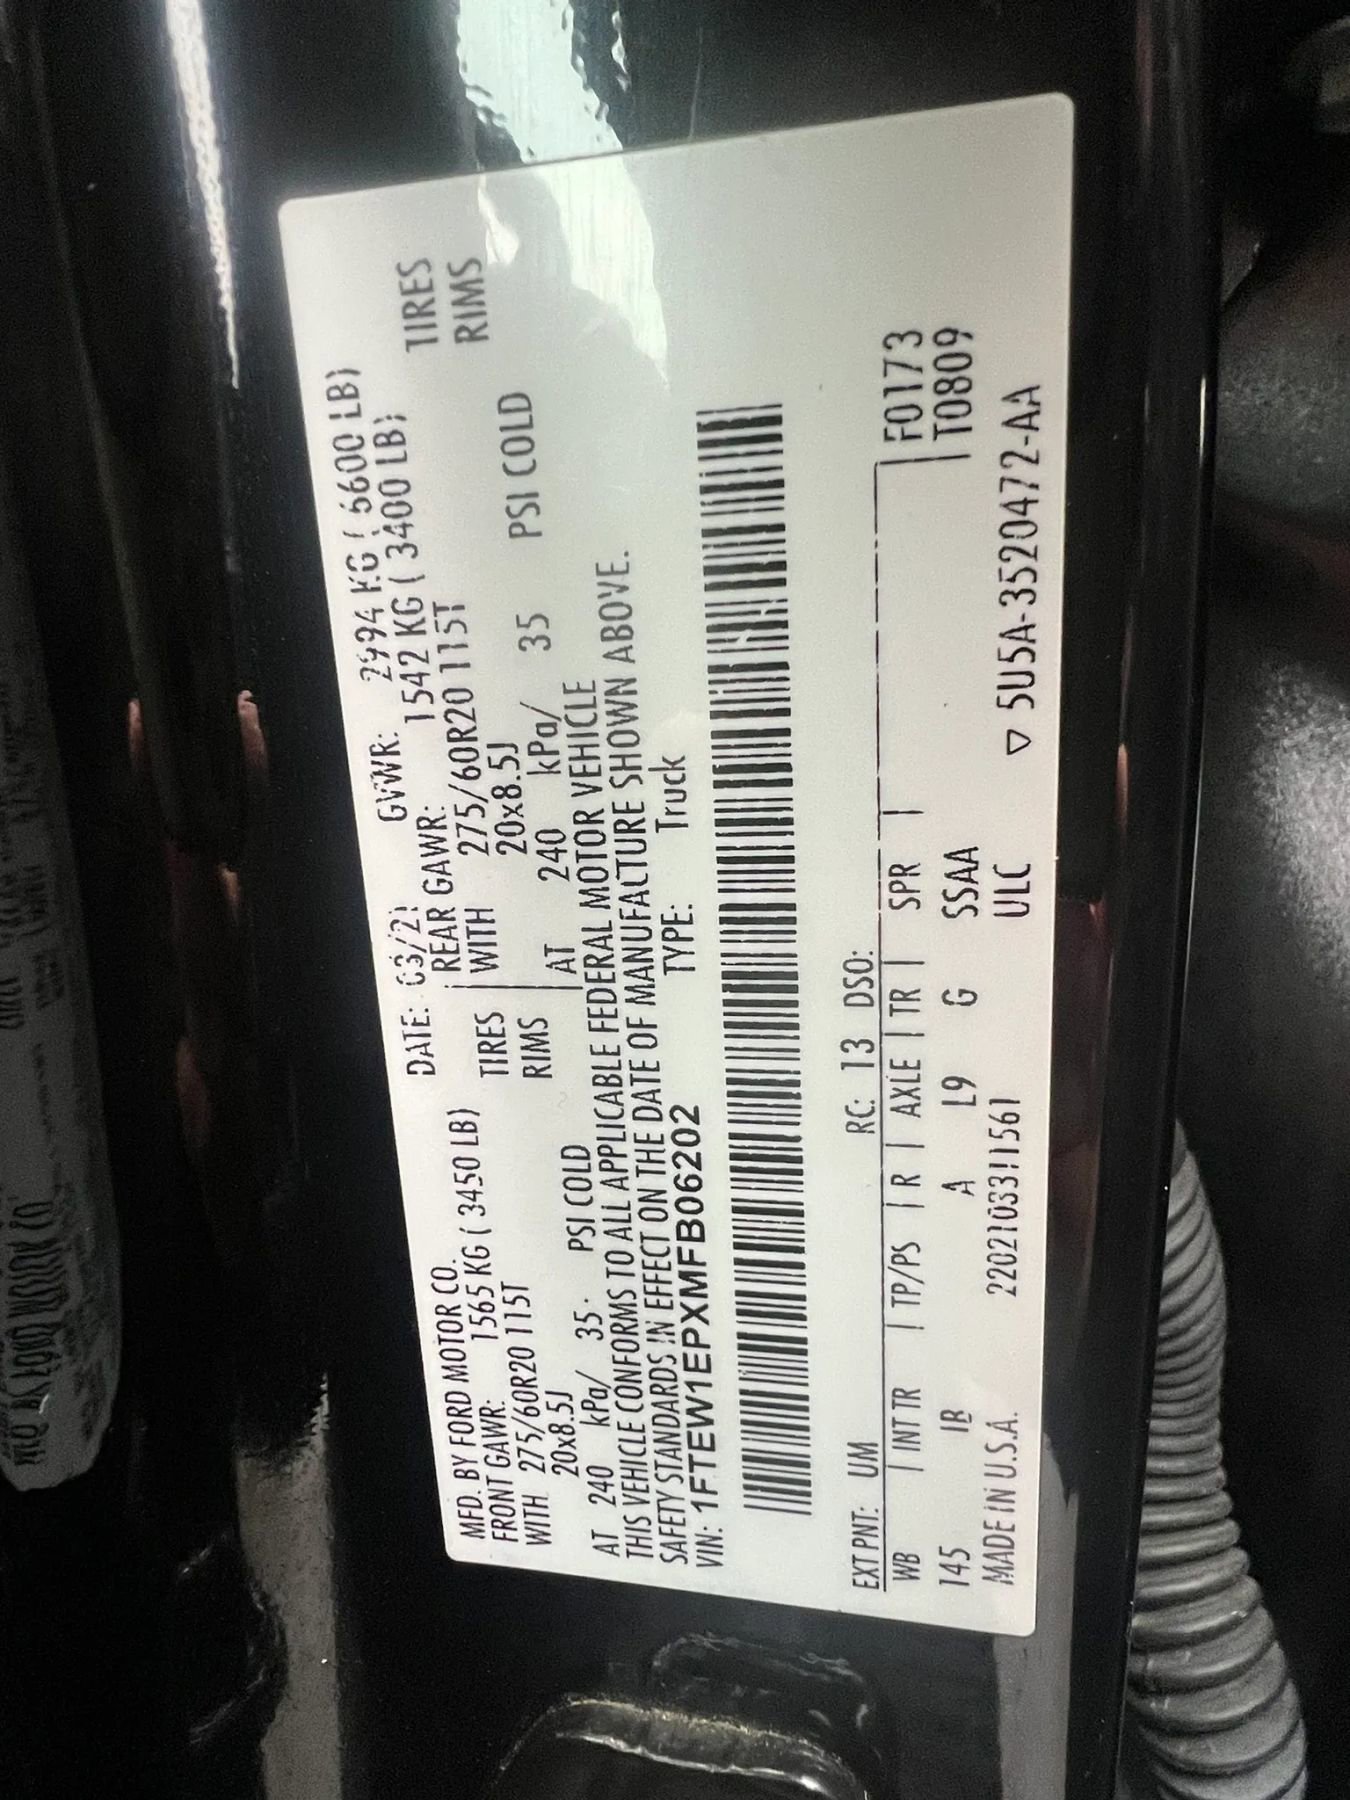 MFD. BY FORD MOTOR CO. DATE: 03/21 GVWR: 2994 KG ( 6600 LB)
FRONT GAWR: 1565 KG ( 3450 LB) REAR GAWR: 1542 KG ( 3400 LB)
WITH 275/60R20 115T TIRES WITH 275/60R20 115T TIRES
20x8.5J RIMS 20x8.5J RIMS
AT 240 kPa/ 35 PSI COLD AT 240 kPa/ 35 PSI COLD
THIS VEHICLE CONFORMS TO ALL APPLICABLE FEDERAL MOTOR VEHICLE
SAFETY STANDARDS IN EFFECT ON THE DATE OF MANUFACTURE SHOWN ABOVE.
VIN: 1FTEW1EPXMFB06202 TYPE: Truck
EXT PNT: UM RC: 13 DSO:
WB | INT TR | TP/PS | R | AXLE | TR | SPR | F0173
145 IB A L9 G SSAA T0809
MADE IN U.S.A. ULC
▽ 5U5A-3520472-AA